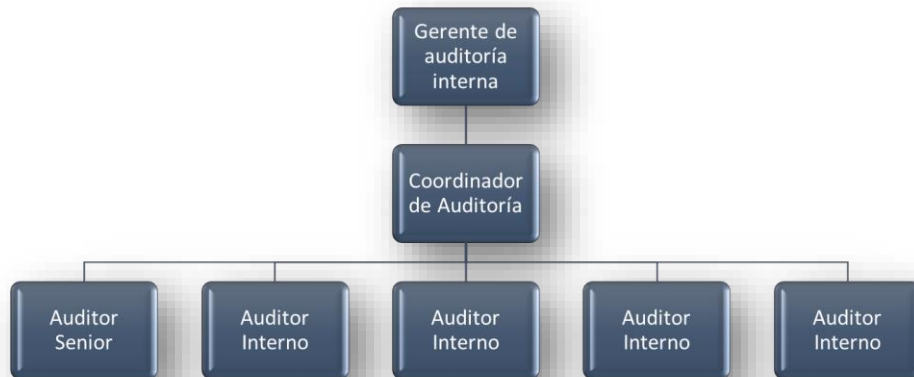 Gerente de
auditoría
interna
Coordinador
de Auditoría
Auditor
Senior
Auditor
Interno
Auditor
Interno
Auditor
Interno
Auditor
Interno